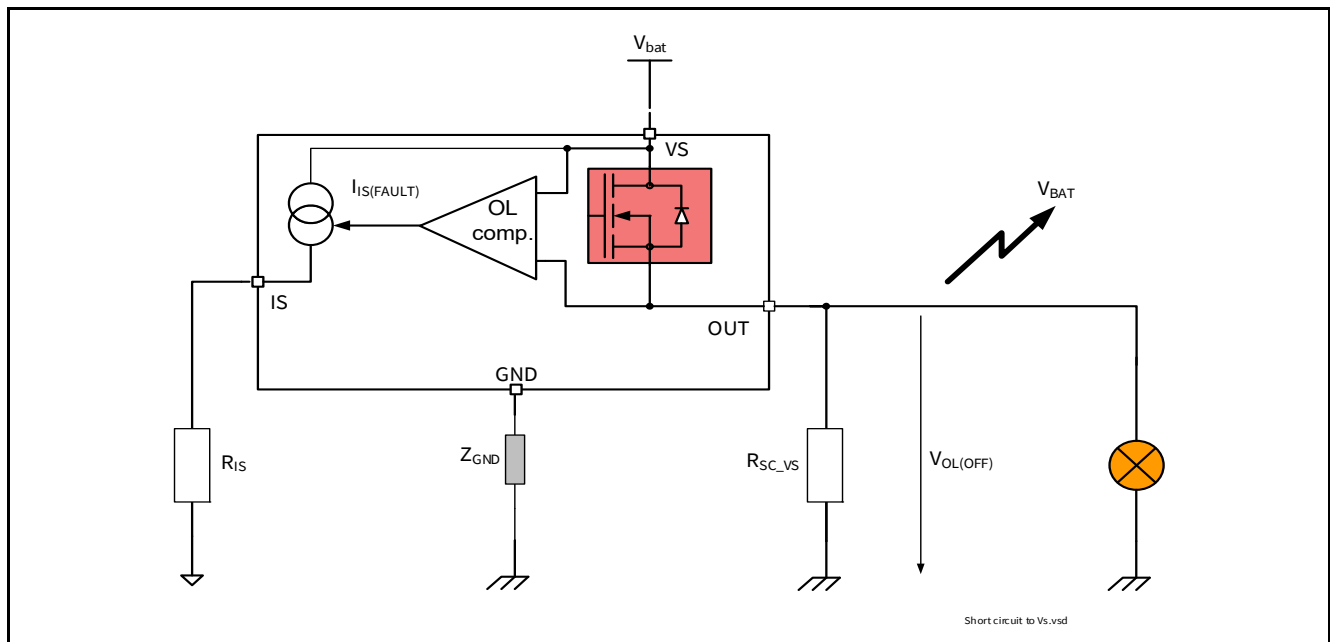 Vbat
VS
IIS(FAULT)
OL
comp.
VBAT
IS
OUT
GND
RIS
ZGND
RSC_VS
VOL(OFF)
Short circuit to Vs.vsd